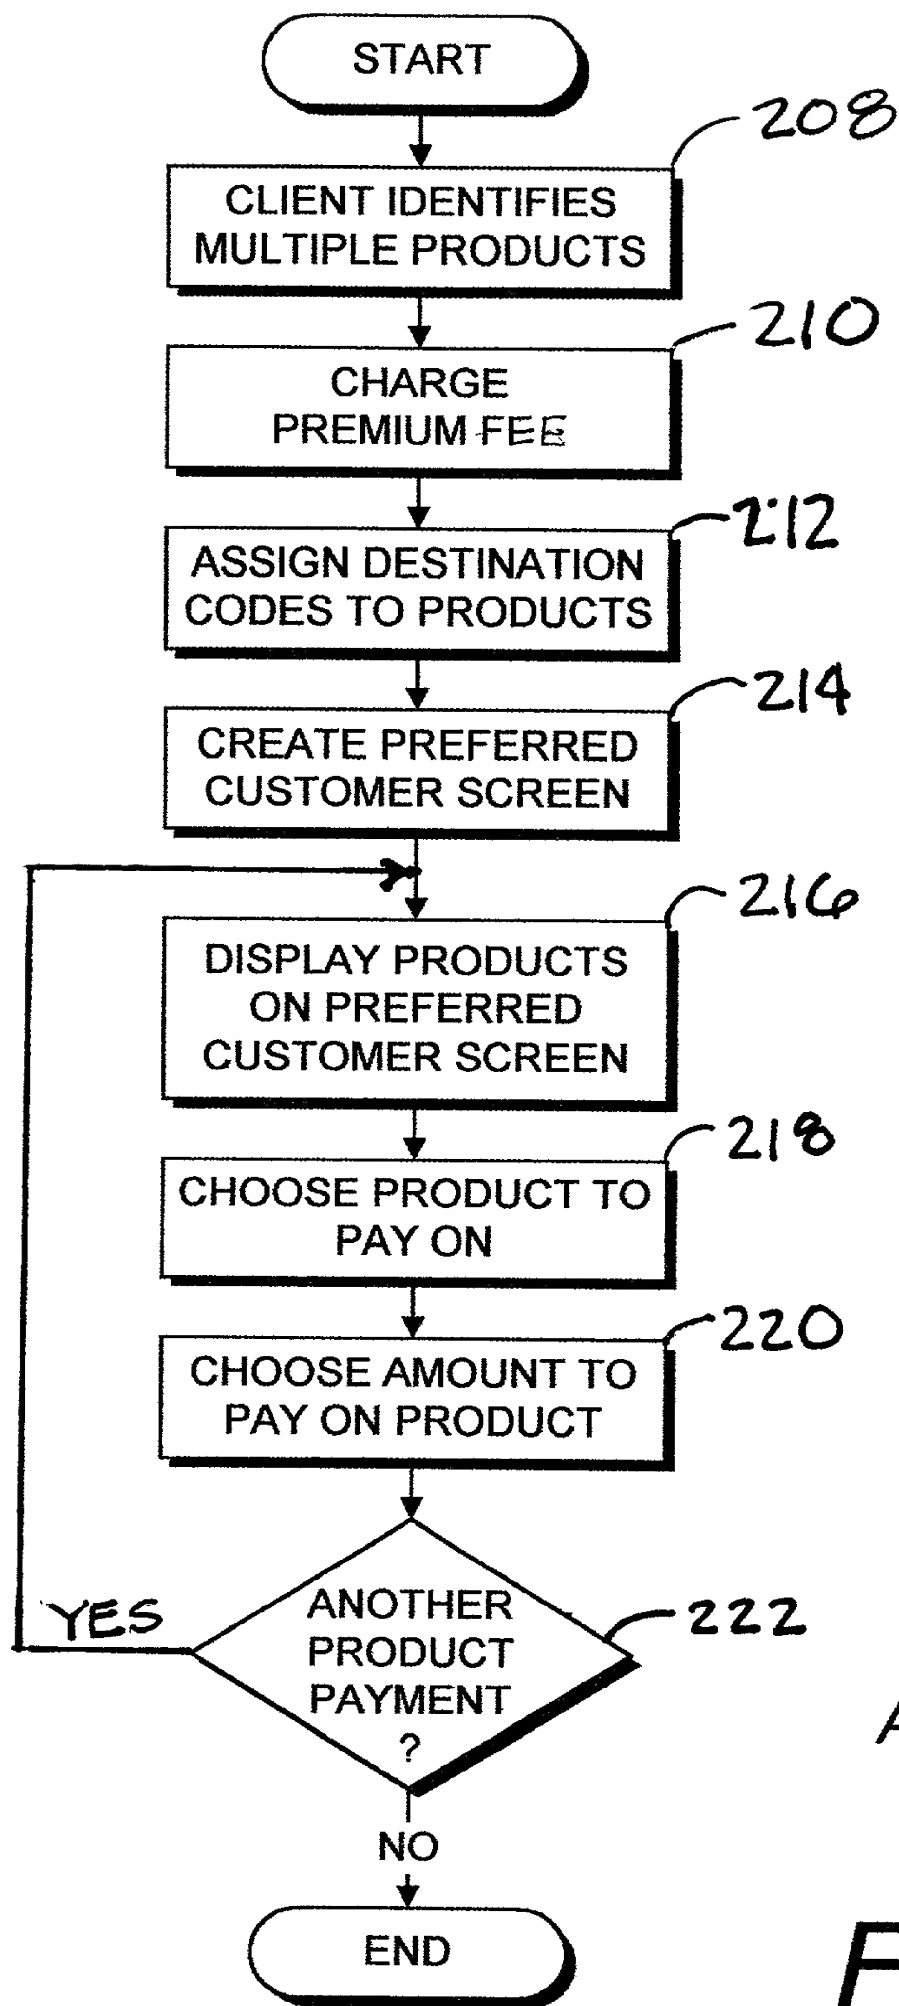 START
208
CLIENT IDENTIFIES
MULTIPLE PRODUCTS
210
CHARGE
PREMIUM FEE
212
ASSIGN DESTINATION
CODES TO PRODUCTS
214
CREATE PREFERRED
CUSTOMER SCREEN
216
DISPLAY PRODUCTS
ON PREFERRED
CUSTOMER SCREEN
218
CHOOSE PRODUCT TO
PAY ON
220
CHOOSE AMOUNT TO
PAY ON PRODUCT
YES
ANOTHER
PRODUCT
PAYMENT
?
222
NO
END